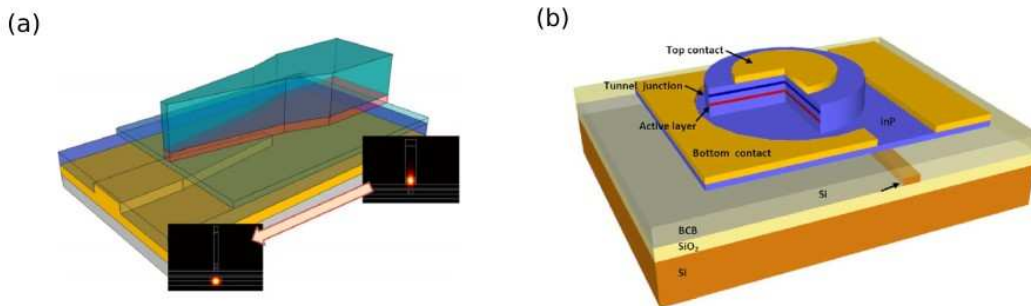 (a)
(b)
Top contact
Tunnel junction
Active layer
InP
Bottom contact
Si
BCB
SiO₂
Si